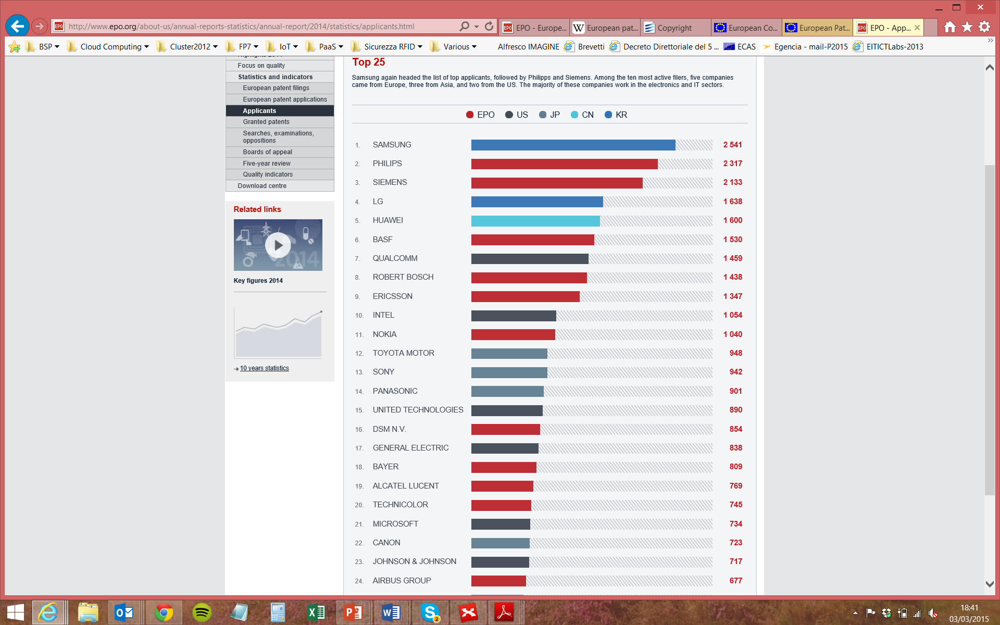 http://www.epo.org/about-us/annual-reports-statistics/annual-report/2014/statistics/applicants.html
EPO - Europe...
European pat...
Copyright
European Co...
European Pat...
EPO - App...
BSP
Cloud Computing
Cluster2012
FP7
IoT
PaaS
Sicurezza RFID
Various
Alfresco IMAGINE
Brevetti
Decreto Direttoriale del 5 ...
ECAS
Egencia - mail-P2015
EITICTLabs-2013
Focus on quality
Statistics and indicators
European patent filings
European patent applications
Applicants
Granted patents
Searches, examinations,
oppositions
Boards of appeal
Five-year review
Quality indicators
Download centre
Related links
2014
Key figures 2014
10 years statistics
Top 25
Samsung again headed the list of top applicants, followed by Philipps and Siemens. Among the ten most active filers, five companies
came from Europe, three from Asia, and two from the US. The majority of these companies work in the electronics and IT sectors.
EPO US JP CN KR
1. SAMSUNG 2 541
2. PHILIPS 2 317
3. SIEMENS 2 133
4. LG 1 638
5. HUAWEI 1 600
6. BASF 1 530
7. QUALCOMM 1 459
8. ROBERT BOSCH 1 438
9. ERICSSON 1 347
10. INTEL 1 054
11. NOKIA 1 040
12. TOYOTA MOTOR 948
13. SONY 942
14. PANASONIC 901
15. UNITED TECHNOLOGIES 890
16. DSM N.V. 854
17. GENERAL ELECTRIC 838
18. BAYER 809
19. ALCATEL LUCENT 769
20. TECHNICOLOR 745
21. MICROSOFT 734
22. CANON 723
23. JOHNSON & JOHNSON 717
24. AIRBUS GROUP 677
18:41
03/03/2015